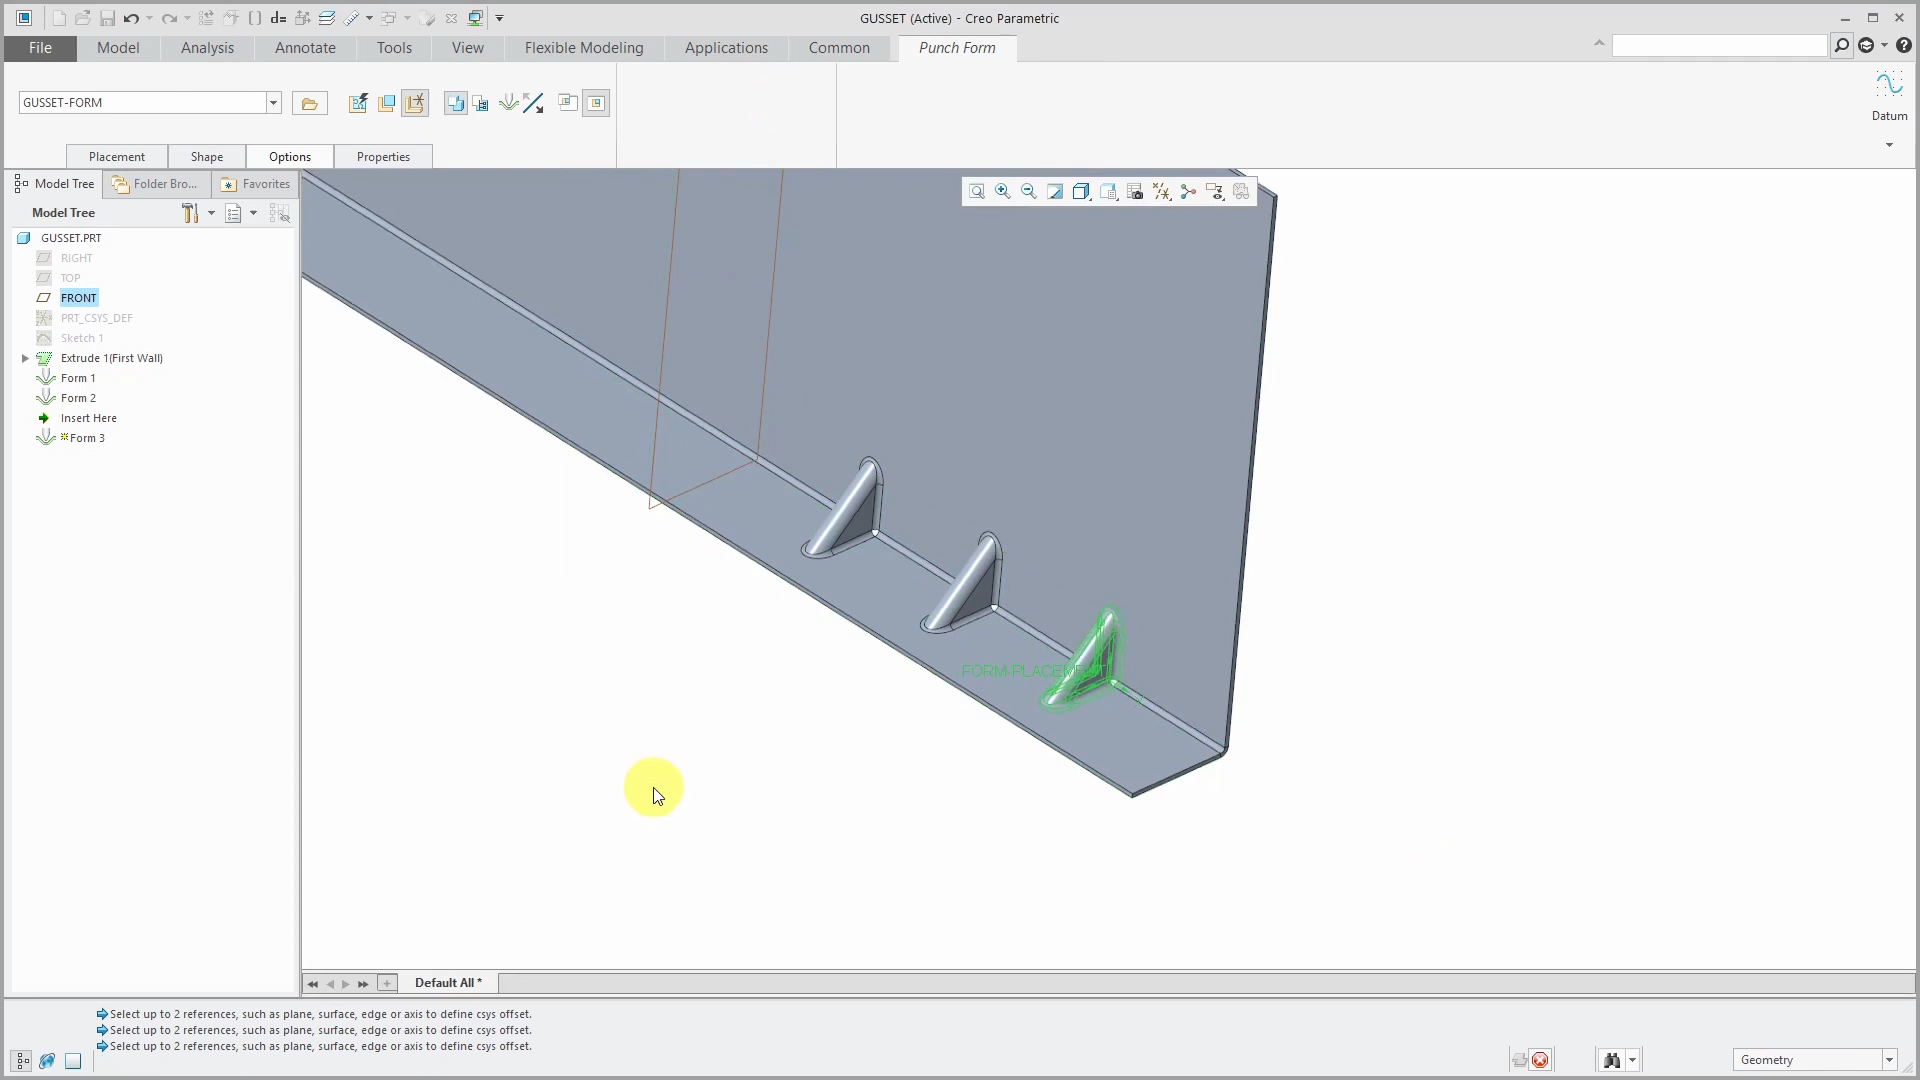 GUSSET (Active) - Creo Parametric
File
Model
Analysis
Annotate
Tools
View
Flexible Modeling
Applications
Common
Punch Form
GUSSET-FORM
Datum
Placement
Shape
Options
Properties
Model Tree
Folder Bro...
Favorites
Model Tree
GUSSET.PRT
RIGHT
TOP
FRONT
PRT_CSYS_DEF
Sketch 1
Extrude 1(First Wall)
Form 1
Form 2
Insert Here
Form 3
FORM-PLACEMENT
X
Default All *
Select up to 2 references, such as plane, surface, edge or axis to define csys offset.
Select up to 2 references, such as plane, surface, edge or axis to define csys offset.
Select up to 2 references, such as plane, surface, edge or axis to define csys offset.
Geometry